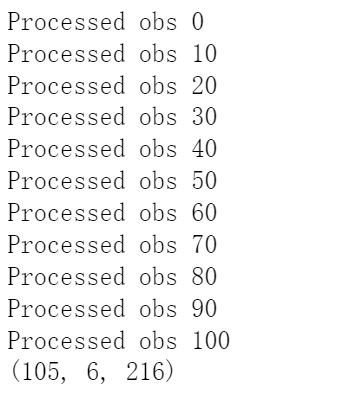 Processed obs 0
Processed obs 10
Processed obs 20
Processed obs 30
Processed obs 40
Processed obs 50
Processed obs 60
Processed obs 70
Processed obs 80
Processed obs 90
Processed obs 100
(105, 6, 216)